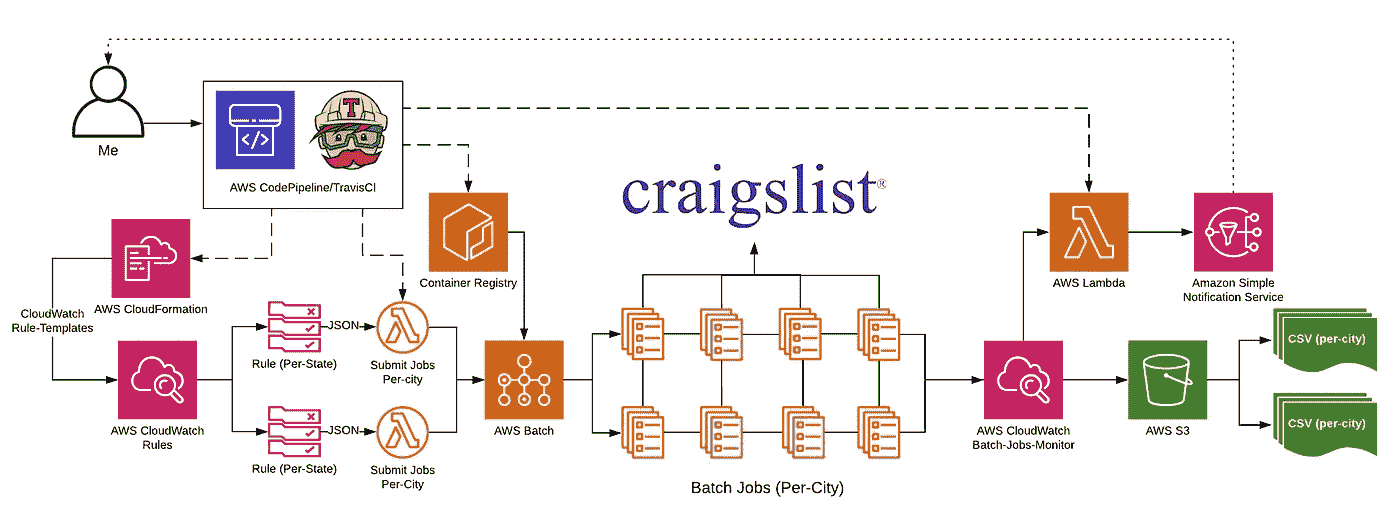 Me
T
</>
AWS CodePipeline/TravisCI
craigslist®
Container Registry
AWS Lambda
Amazon Simple
Notification Service
AWS CloudFormation
CloudWatch
Rule-Templates
JSON
Rule (Per-State)
Submit Jobs
Per-city
CSV (per-city)
AWS CloudWatch
Rules
JSON
Rule (Per-State)
Submit Jobs
Per-City
AWS Batch
AWS CloudWatch
Batch-Jobs-Monitor
AWS S3
CSV (per-city)
Batch Jobs (Per-City)